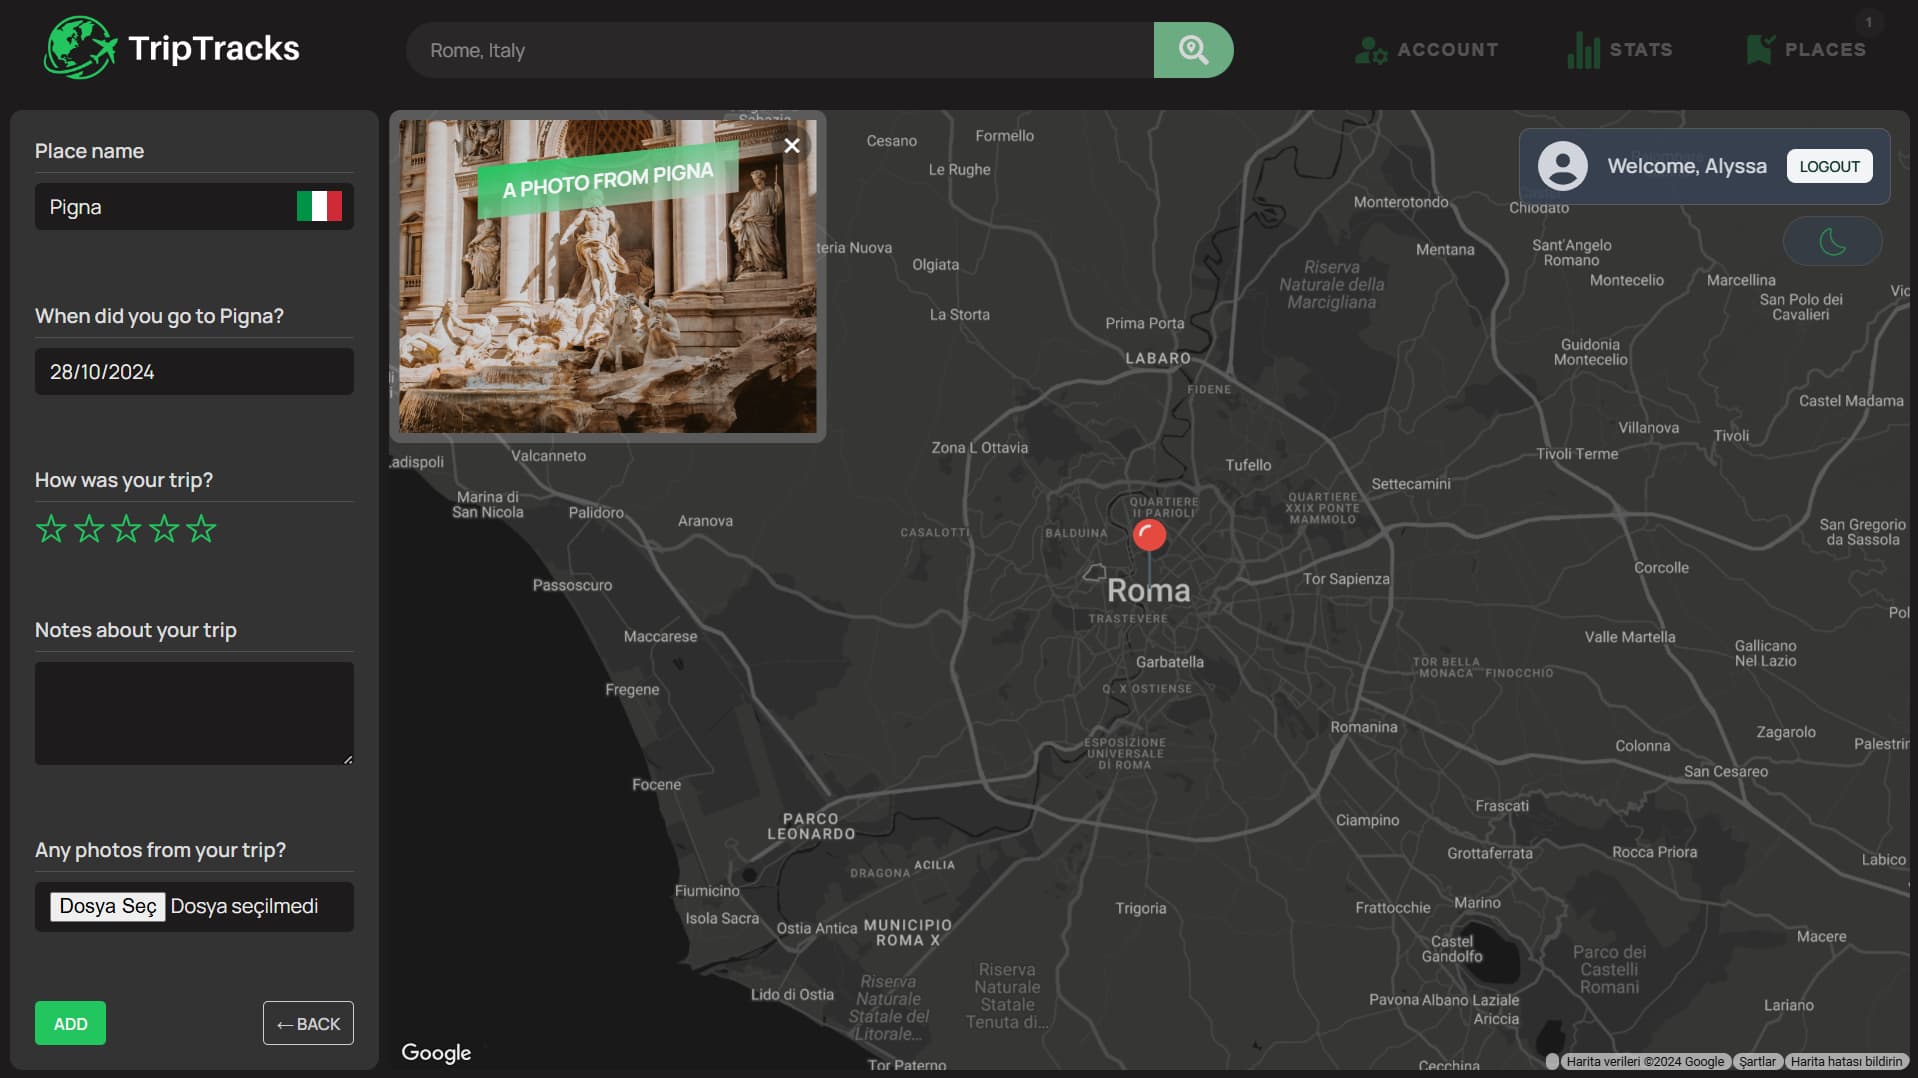 TripTracks
Rome, Italy
ACCOUNT
STATS
1
PLACES
Place name
Pigna
When did you go to Pigna?
28/10/2024
How was your trip?
Notes about your trip
Any photos from your trip?
Dosya Seç Dosya seçilmedi
ADD
←BACK
A PHOTO FROM PIGNA
Welcome, Alyssa
LOGOUT
Cesano
Formello
Le Rughe
Monterotondo
Chiodato
Mentana
Sant'Angelo
Romano
Montecelio
Marcellina
San Polo dei
Cavalieri
Vic
teria Nuova
Olgiata
Riserva
Naturale della
Marcigliana
La Storta
Prima Porta
LABARO
FIDENE
Guidonia
Montecelio
Castel Madama
Villanova
Tivoli
Tivoli Terme
Zona L Ottavia
Tufello
Settecamini
adispoli
Valcanneto
Marina di
San Nicola
Palidoro
Aranova
CASALOTTI
BALDUINA
QUARTIERE
II PARIOLI
QUARTIERE
XXIX PONTE
MAMMOLO
San Gregorio
da Sassola
Corcolle
Passoscuro
Roma
Tor Sapienza
TRASTEVERE
Pol
Maccarese
Garbatella
Valle Martella
Gallicano
Nel Lazio
TOR BELLA
MONACA
FINOCCHIO
Fregene
Q. X OSTIENSE
Romanina
ESPOSİZİONE
UNİVERSALE
Dİ ROMA
Colonna
Zagarolo
Palestrin
San Cesareo
Focene
PARCO
LEONARDO
Frascati
Ciampino
Grottaferrata
Rocca Priora
Labico
DRAGONA
ACILIA
Fiumicino
Isola Sacra
Ostia Antica
MUNICIPIO
ROMA X
Trigoria
Frattocchie
Marino
Castel
Gandolfo
Parco dei
Castelli
Romani
Macere
Lido di Ostia
Riserva
Naturale
Statale del
Litorale...
Riserva
Naturale
Statale
Tenuta di...
Pavona
Albano Laziale
Ariccia
Lariano
Tor Paterno
Cecchina
Google
Harita verileri ©2024 Google
Şartlar
Harita hatası bildirin